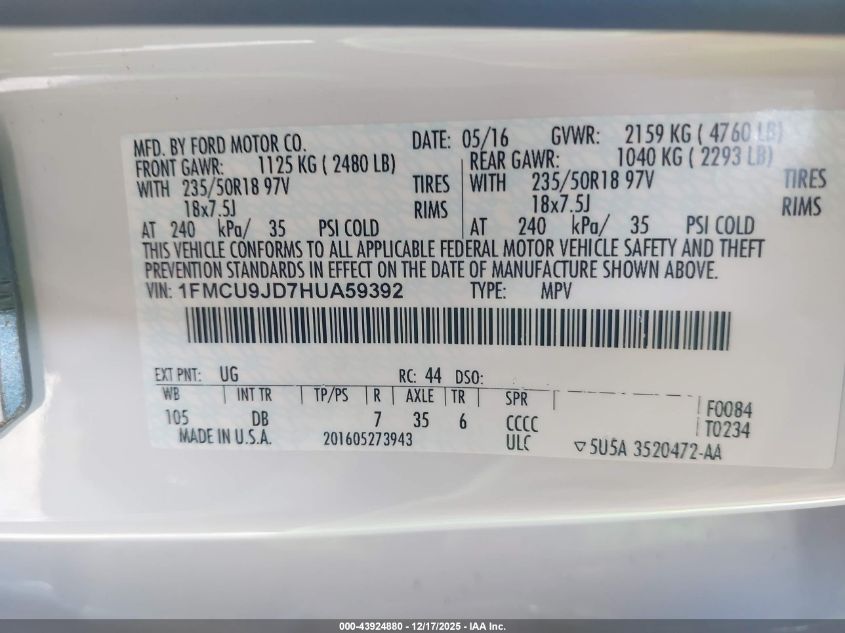 MFD. BY FORD MOTOR CO. DATE: 05/16 GVWR: 2159 KG ( 4760 LB)
FRONT GAWR: 1125 KG ( 2480 LB) REAR GAWR: 1040 KG ( 2293 LB)
WITH 235/50R18 97V TIRES WITH 235/50R18 97V TIRES
18x7.5J RIMS 18x7.5J RIMS
AT 240 kPa/ 35 PSI COLD AT 240 kPa/ 35 PSI COLD
THIS VEHICLE CONFORMS TO ALL APPLICABLE FEDERAL MOTOR VEHICLE SAFETY AND THEFT
PREVENTION STANDARDS IN EFFECT ON THE DATE OF MANUFACTURE SHOWN ABOVE.
VIN: 1FMCU9JD7HUA59392 TYPE: MPV
EXT PNT: UG RC: 44 DSO:
WB INT TR TP/PS R AXLE TR SPR F0084
105 DB 7 35 6 CCCC T0234
MADE IN U.S.A. 201605273943 ULC ▽5U5A 3520472-AA
000-43924880 - 12/17/2025 - IAA Inc.